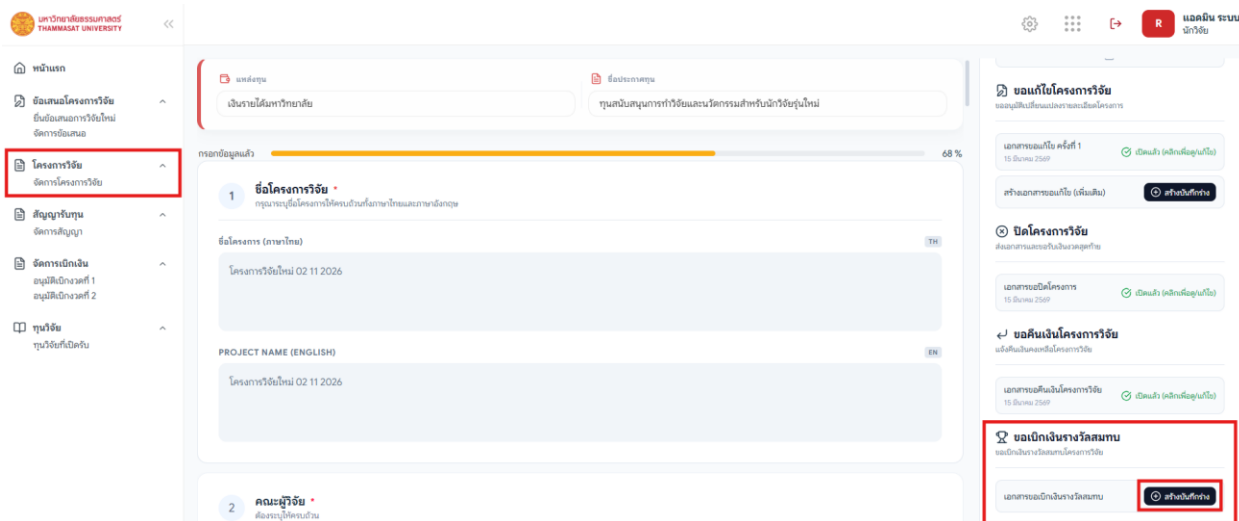 มหาวิทยาลัยธรรมศาสตร์
THAMMASAT UNIVERSITY
R
แอดมิน ระบบ
นักวิจัย
หน้าแรก
ข้อเสนอโครงการวิจัย
ยื่นข้อเสนอการวิจัยใหม่
จัดการข้อเสนอ
โครงการวิจัย
จัดการโครงการวิจัย
สัญญารับทุน
จัดการสัญญา
จัดการเบิกเงิน
อนุมัติเบิกงวดที่ 1
อนุมัติเบิกงวดที่ 2
ทุนวิจัย
ทุนวิจัยที่เปิดรับ
แหล่งทุน
เงินรายได้มหาวิทยาลัย
ชื่อประกาศทุน
ทุนสนับสนุนการทำวิจัยและนวัตกรรมสำหรับนักวิจัยรุ่นใหม่
กรอกข้อมูลแล้ว
68 %
1
ชื่อโครงการวิจัย *
กรุณาระบุชื่อโครงการให้ครบถ้วนทั้งภาษาไทยและภาษาอังกฤษ
ชื่อโครงการ (ภาษาไทย)
TH
โครงการวิจัยใหม่ 02 11 2026
PROJECT NAME (ENGLISH)
EN
โครงการวิจัยใหม่ 02 11 2026
2
คณะผู้วิจัย *
ต้องระบุให้ครบถ้วน
ขอแก้ไขโครงการวิจัย
ขออนุมัติเปลี่ยนแปลงรายละเอียดโครงการ
เอกสารขอแก้ไข ครั้งที่ 1
15 มีนาคม 2569
เปิดแล้ว (คลิกเพื่อดู/แก้ไข)
สร้างเอกสารขอแก้ไข (เพิ่มเติม)
สร้างบันทึกร่าง
ปิดโครงการวิจัย
ส่งเอกสารและขอรับเงินงวดสุดท้าย
เอกสารขอปิดโครงการ
15 มีนาคม 2569
เปิดแล้ว (คลิกเพื่อดู/แก้ไข)
ขอคืนเงินโครงการวิจัย
แจ้งคืนเงินคงเหลือโครงการวิจัย
เอกสารขอคืนเงินโครงการวิจัย
15 มีนาคม 2569
เปิดแล้ว (คลิกเพื่อดู/แก้ไข)
ขอเบิกเงินรางวัลสมทบ
ขอเบิกเงินรางวัลสมทบโครงการวิจัย
เอกสารขอเบิกเงินรางวัลสมทบ
สร้างบันทึกร่าง